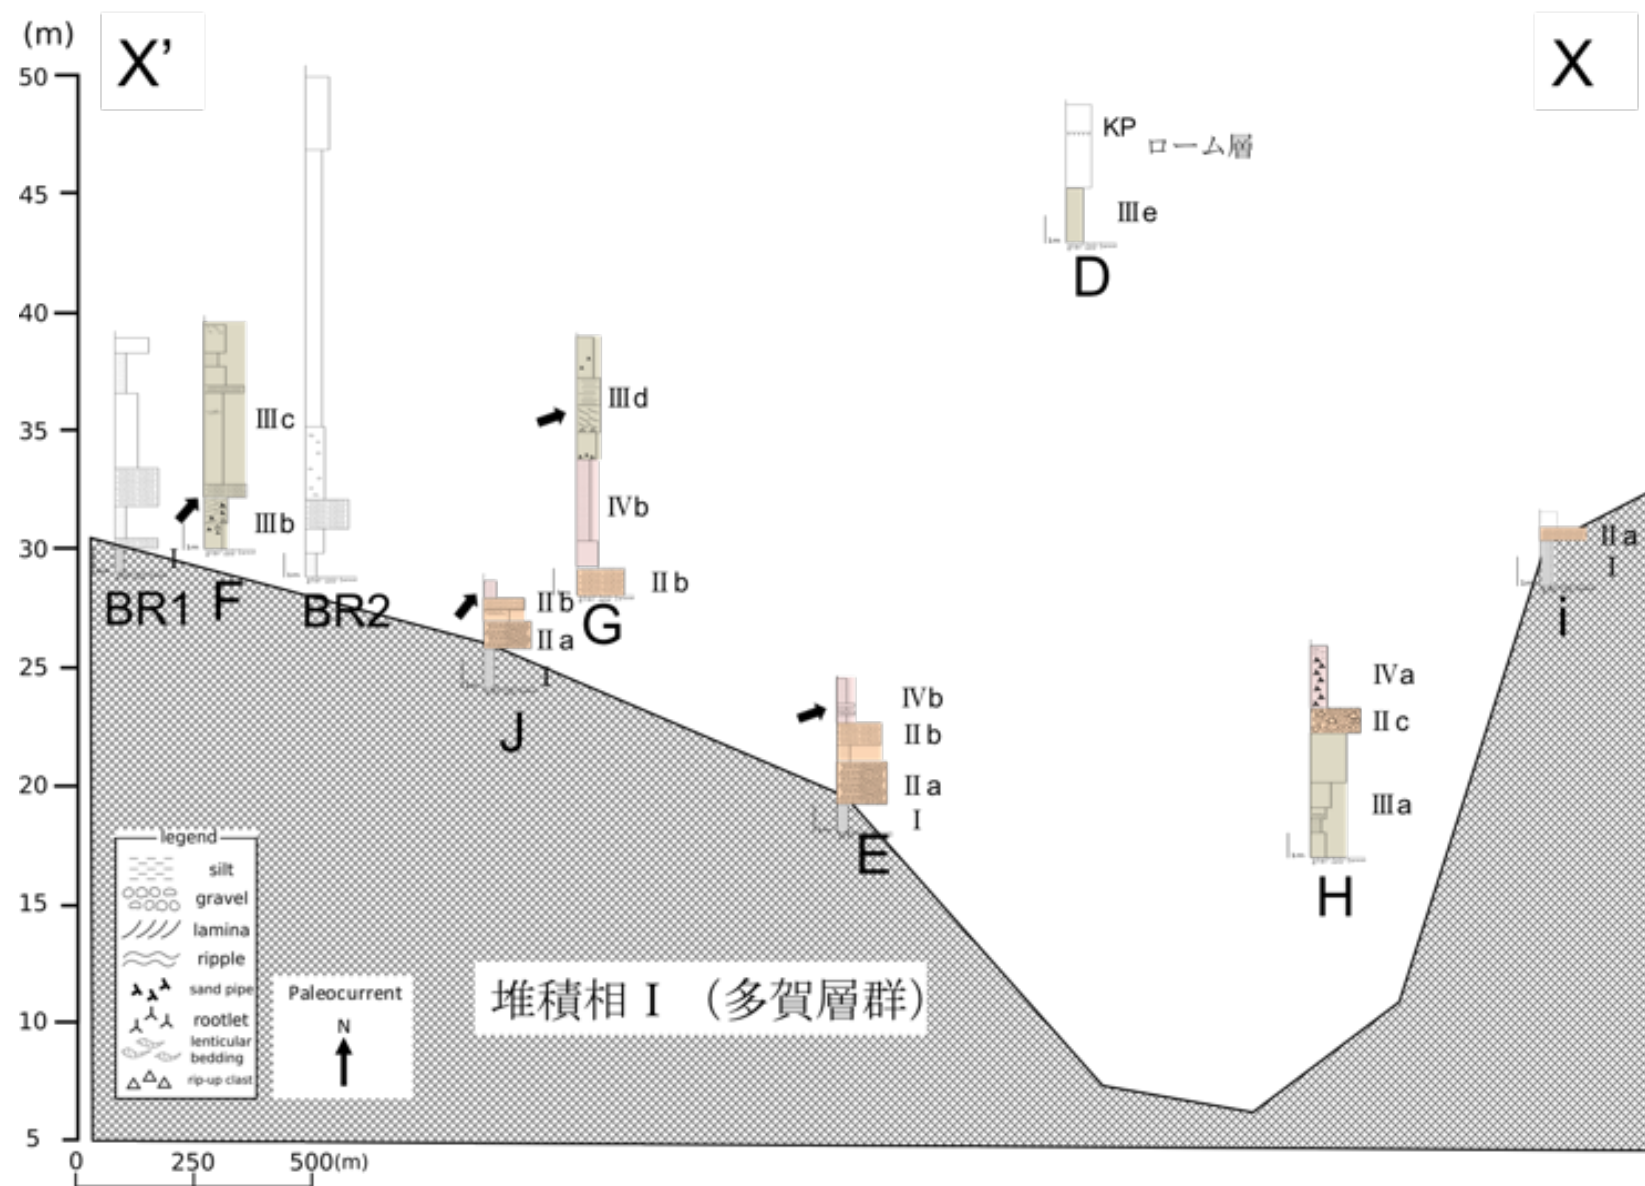 (m)
X’
X
50
45
40
35
30
25
20
15
10
5
0
250
500(m)
KP
ローム層
Ⅲe
D
Ⅲc
Ⅲb
I
BR1
F
BR2
Ⅲd
Ⅳb
Ⅱb
G
Ⅱb
Ⅱa
I
J
Ⅳb
Ⅱb
Ⅱa
I
E
Ⅳa
Ⅱc
Ⅲa
H
Ⅱa
I
i
堆積相Ⅰ （多賀層群）
legend
silt
gravel
lamina
ripple
sand pipe
rootlet
lenticular
bedding
rip-up clast
Paleocurrent
N